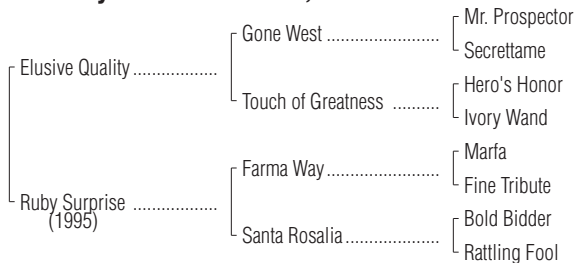 Mr. Prospector
Gone West
Secrettame
Elusive Quality
Hero's Honor
Touch of Greatness
Ivory Wand
Marfa
Farma Way
Fine Tribute
Ruby Surprise
(1995)
Bold Bidder
Santa Rosalia
Rattling Fool